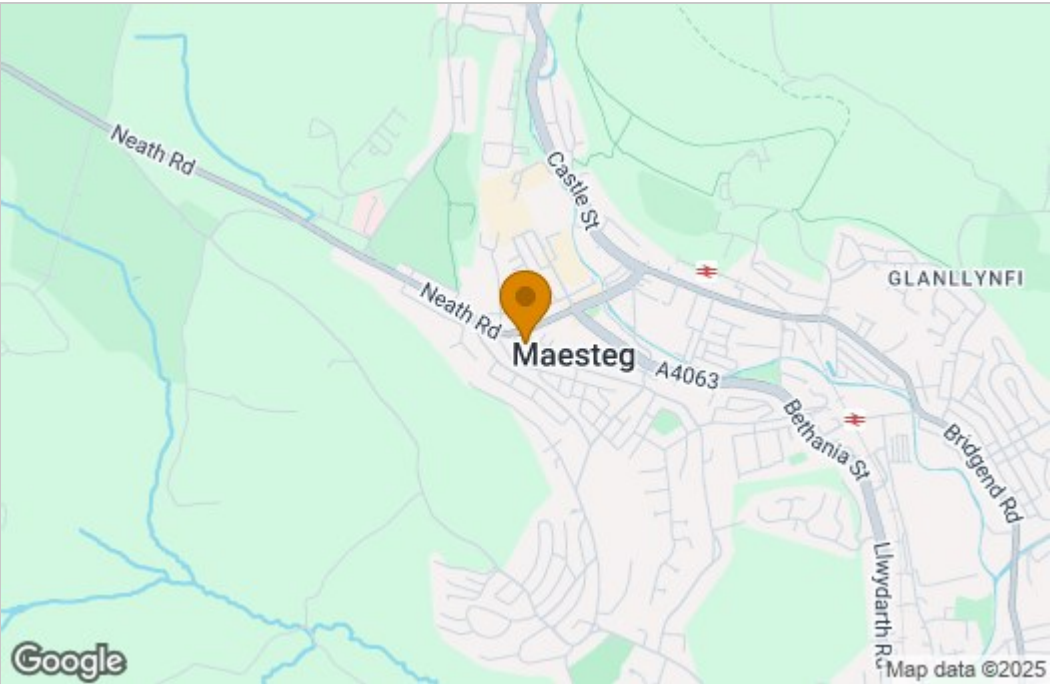 Neath Rd
Castle St
GLANLLYNFI
Neath Rd
Maesteg
A4063
Bethania St
Bridgend Rd
Llwydarth Rd
Google
Map data ©2025